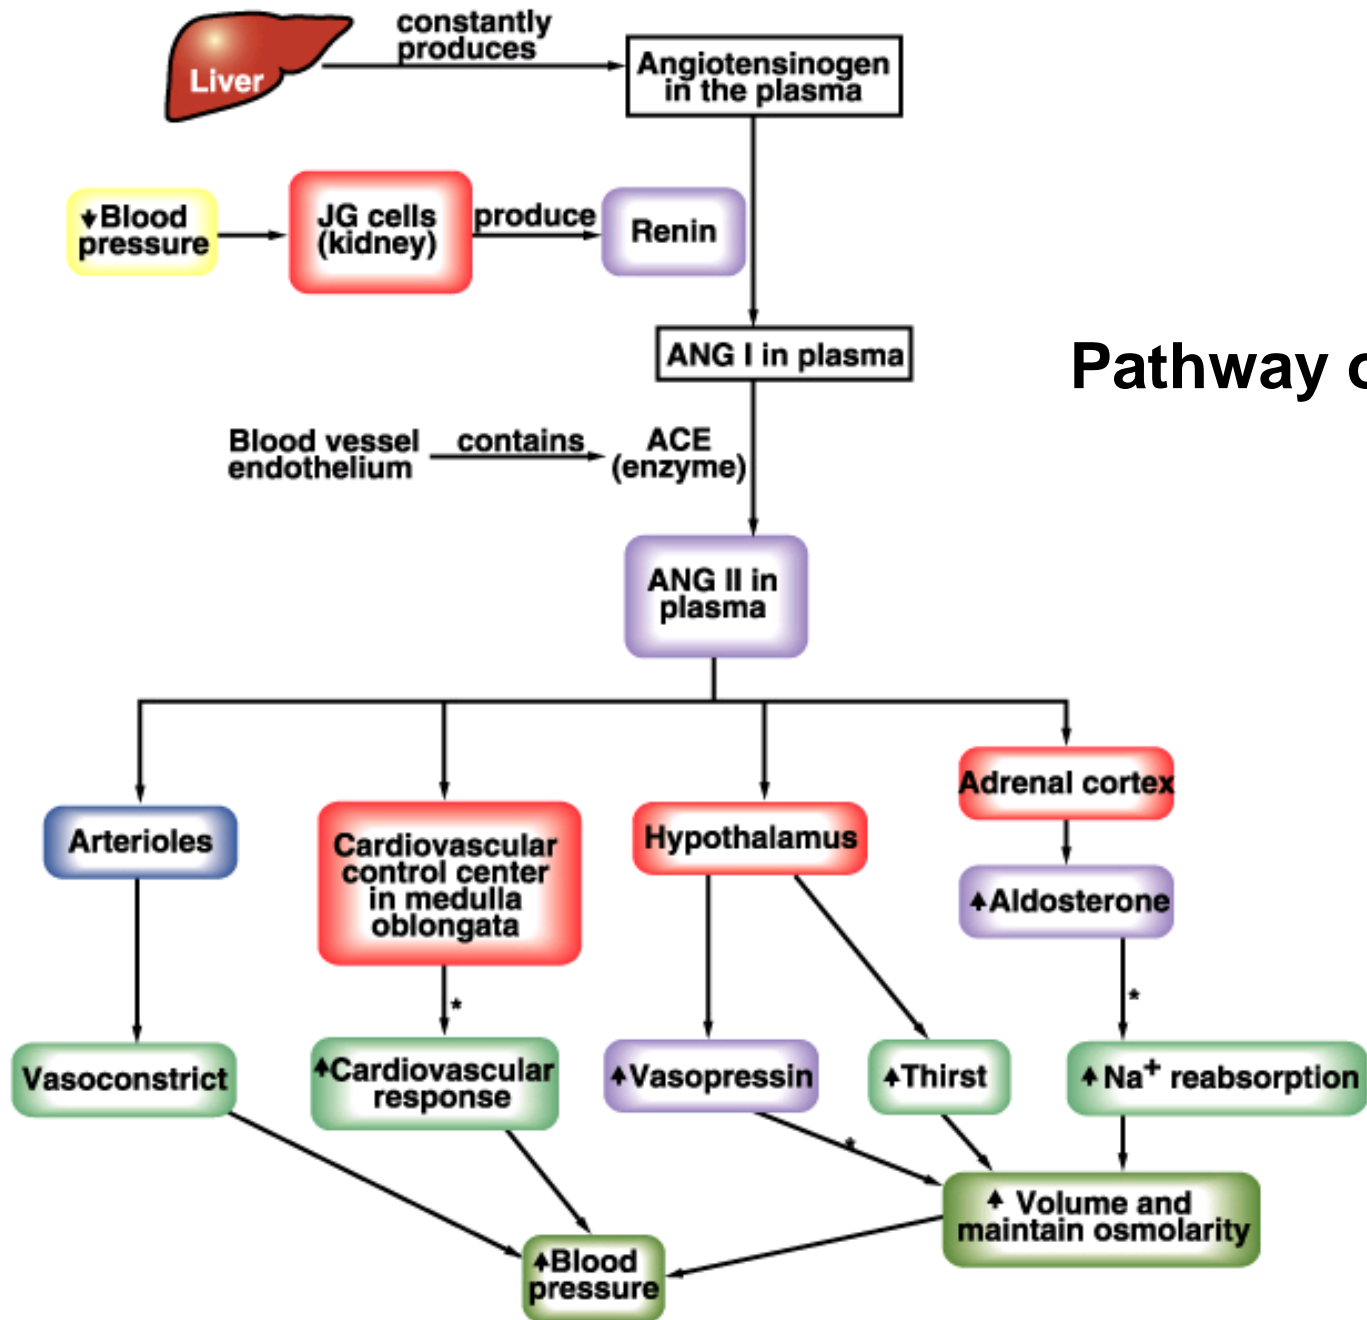 constantly
produces
Liver
Angiotensinogen
in the plasma
↓Blood
pressure
JG cells
(kidney)
produce
Renin
ANG I in plasma
Pathway
Blood vessel
endothelium
contains
ACE
(enzyme)
ANG II in
plasma
Arterioles
Cardiovascular
control center
in medulla
oblongata
Hypothalamus
Adrenal cortex
↑Aldosterone
*
*
Vasoconstrict
↑Cardiovascular
response
↑Vasopressin
↑Thirst
↑Na⁺ reabsorption
*
↑ Volume and
maintain osmolarity
↑Blood
pressure